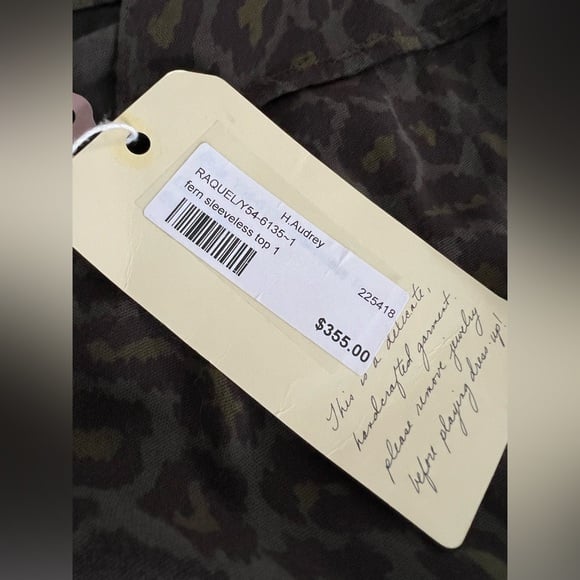 H.Audrey
RAQUEL/Y54-6135~1
fern sleeveless top 1
225418
$355.00
This is a delicate,
handcrafted garment.
please remove jewelry
before playing dress up!